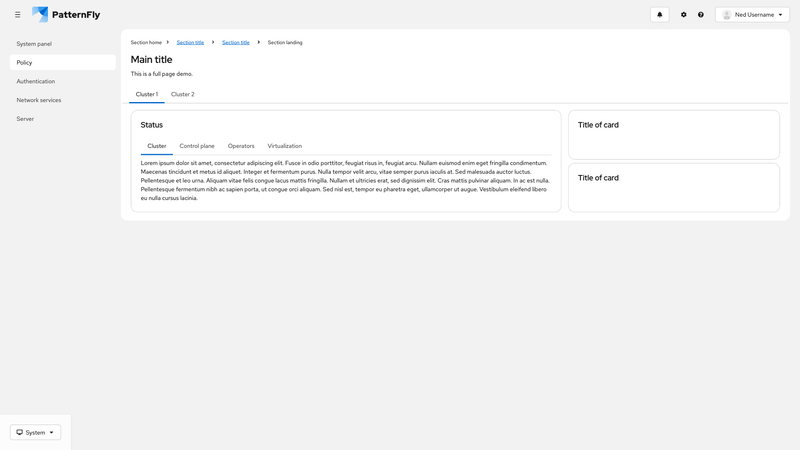 PatternFly
Ned Username
System panel
Policy
Authentication
Network services
Server
Section home
Section title
Section title
Section landing
Main title
This is a full page demo.
Cluster 1
Cluster 2
Status
Cluster
Control plane
Operators
Virtualization
Lorem ipsum dolor sit amet, consectetur adipiscing elit. Fusce in odio porttitor, feugiat risus in, feugiat arcu. Nullam euismod enim eget fringilla condimentum.
Maecenas tincidunt et metus id aliquet. Integer et fermentum purus. Nulla tempor velit arcu, vitae semper purus iaculis at. Sed malesuada auctor luctus.
Pellentesque et leo urna. Aliquam vitae felis congue lacus mattis fringilla. Nullam et ultricies erat, sed dignissim elit. Cras mattis pulvinar aliquam. In ac est nulla.
Pellentesque fermentum nibh ac sapien porta, ut congue orci aliquam. Sed nisl est, tempor eu pharetra eget, ullamcorper ut augue. Vestibulum eleifend libero
eu nulla cursus lacinia.
Title of card
Title of card
System